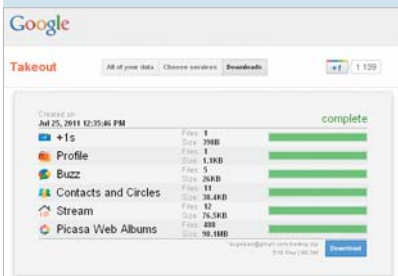 Google
Takeout
All of your data Choose services Downloads
+1 1 139
Created on:
Jul 25, 2011 12:35:46 PM
complete
+1s Files: 1
Size: 398B
Profile Files: 1
Size: 1.1KB
Buzz Files: 5
Size: 26KB
Contacts and Circles Files: 11
Size: 38.4KB
Stream Files: 12
Size: 76.5KB
Picasa Web Albums Files: 488
Size: 98.1MB
Download